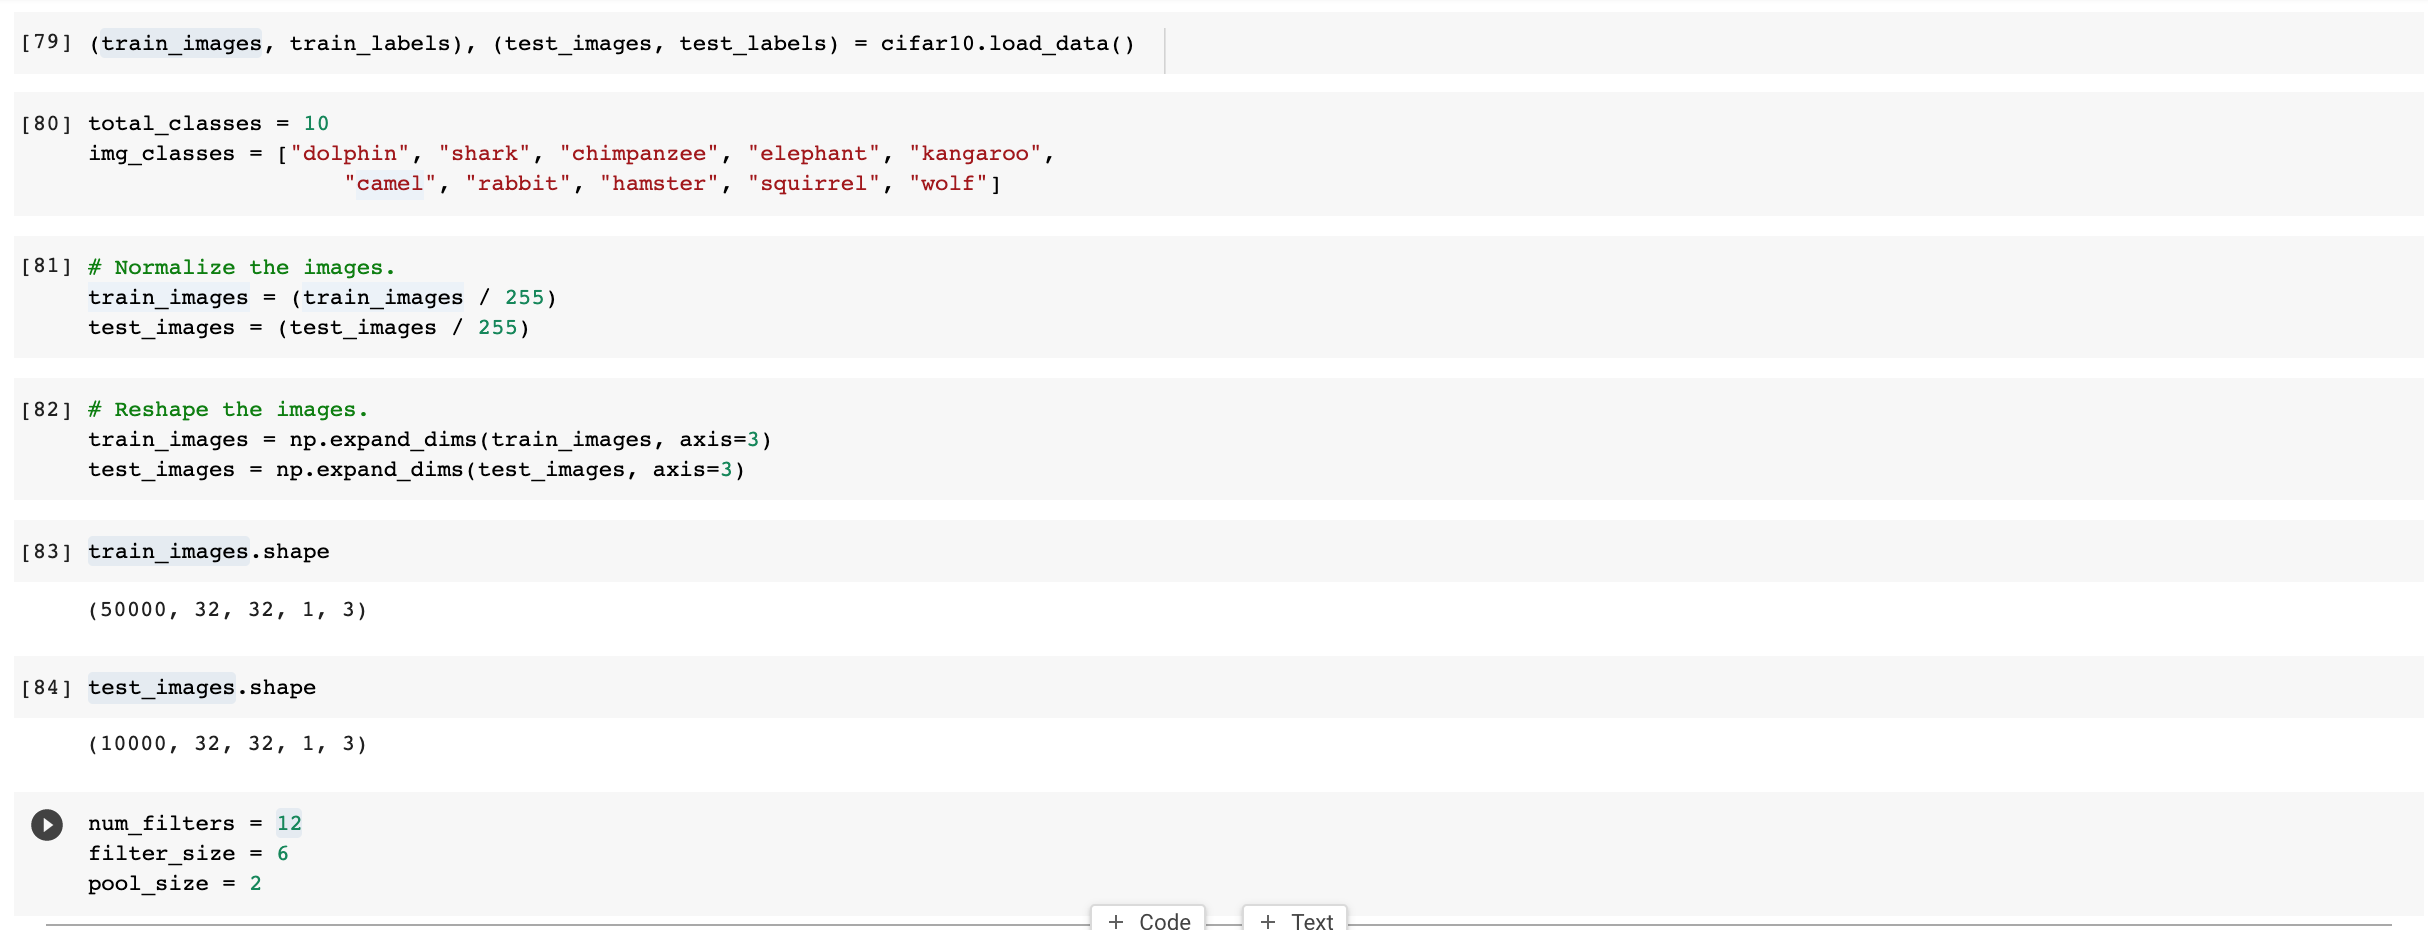 [79] (train_images, train_labels), (test_images, test_labels) = cifar10.load_data()
[80] total_classes = 10
img_classes = ["dolphin", "shark", "chimpanzee", "elephant", "kangaroo",
"camel", "rabbit", "hamster", "squirrel", "wolf"]
[81] # Normalize the images.
train_images = (train_images / 255)
test_images = (test_images / 255)
[82] # Reshape the images.
train_images = np.expand_dims(train_images, axis=3)
test_images = np.expand_dims(test_images, axis=3)
[83] train_images.shape
(50000, 32, 32, 1, 3)
[84] test_images.shape
(10000, 32, 32, 1, 3)
num_filters = 12
filter_size = 6
pool_size = 2
+ Code + Text